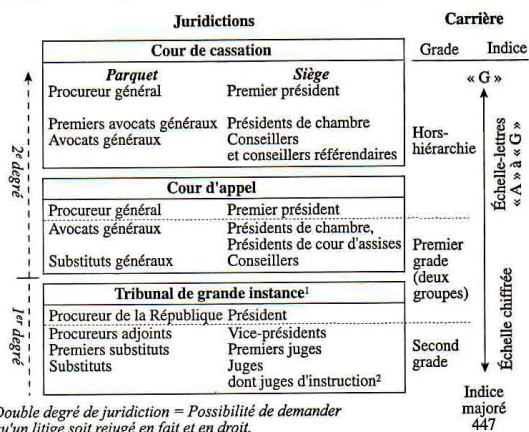 Juridictions
Carrière
Cour de cassation
Grade Indice
Parquet Siège
« G »
Procureur général Premier président
Premiers avocats généraux Présidents de chambre
Avocats généraux Conseillers
et conseillers référendaires
Hors-
hiérarchie
Échelle-lettres
« A » à « G »
2e degré
Cour d'appel
Procureur général Premier président
Avocats généraux Présidents de chambre,
Présidents de cour d'assises
Substituts généraux Conseillers
Premier
grade
(deux
groupes)
Échelle chiffrée
1er degré
Tribunal de grande instance1
Procureur de la République Président
Procureurs adjoints Vice-présidents
Premiers substituts Premiers juges
Substituts Juges
dont juges d'instruction2
Second
grade
Indice
majoré
447
Double degré de juridiction = Possibilité de demander
qu'un litige soit rejugé en fait et en droit.